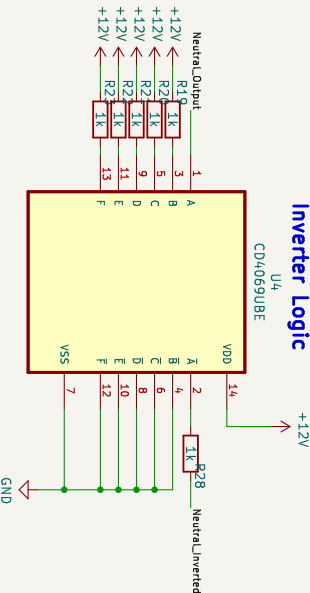 Inverter Logic
+12V
U4
CD4069UBE
VDD
14
Neutral_Output
1
A
A
2
R28
1k
Neutral_Inverted
+12V
R19
1k
3
B
B
4
+12V
R20
1k
5
C
C
6
+12V
R21
1k
9
D
D
8
+12V
R22
1k
11
E
E
10
+12V
R23
1k
13
F
F
12
VSS
7
GND